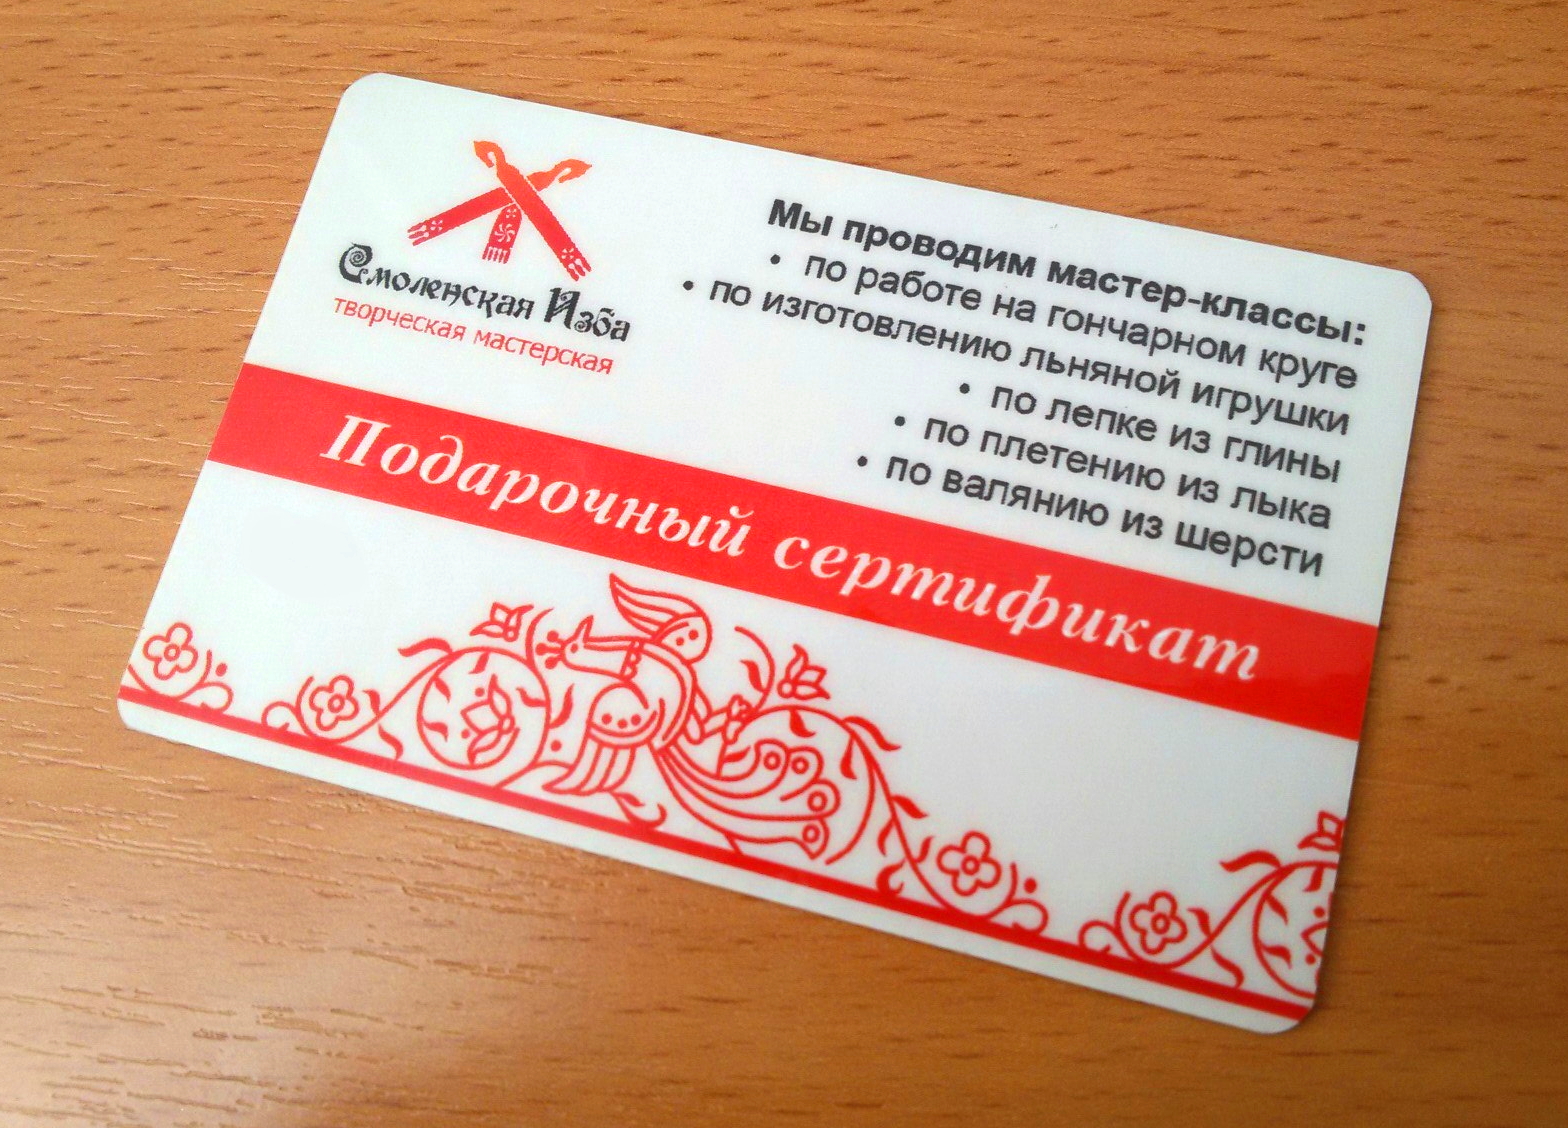 Смоленская Изба
творческая мастерская
Мы проводим мастер-классы:
• по работе на гончарном круге
• по изготовлению льняной игрушки
• по лепке из глины
• по плетению из лыка
• по валянию из шерсти
Подарочный сертификат